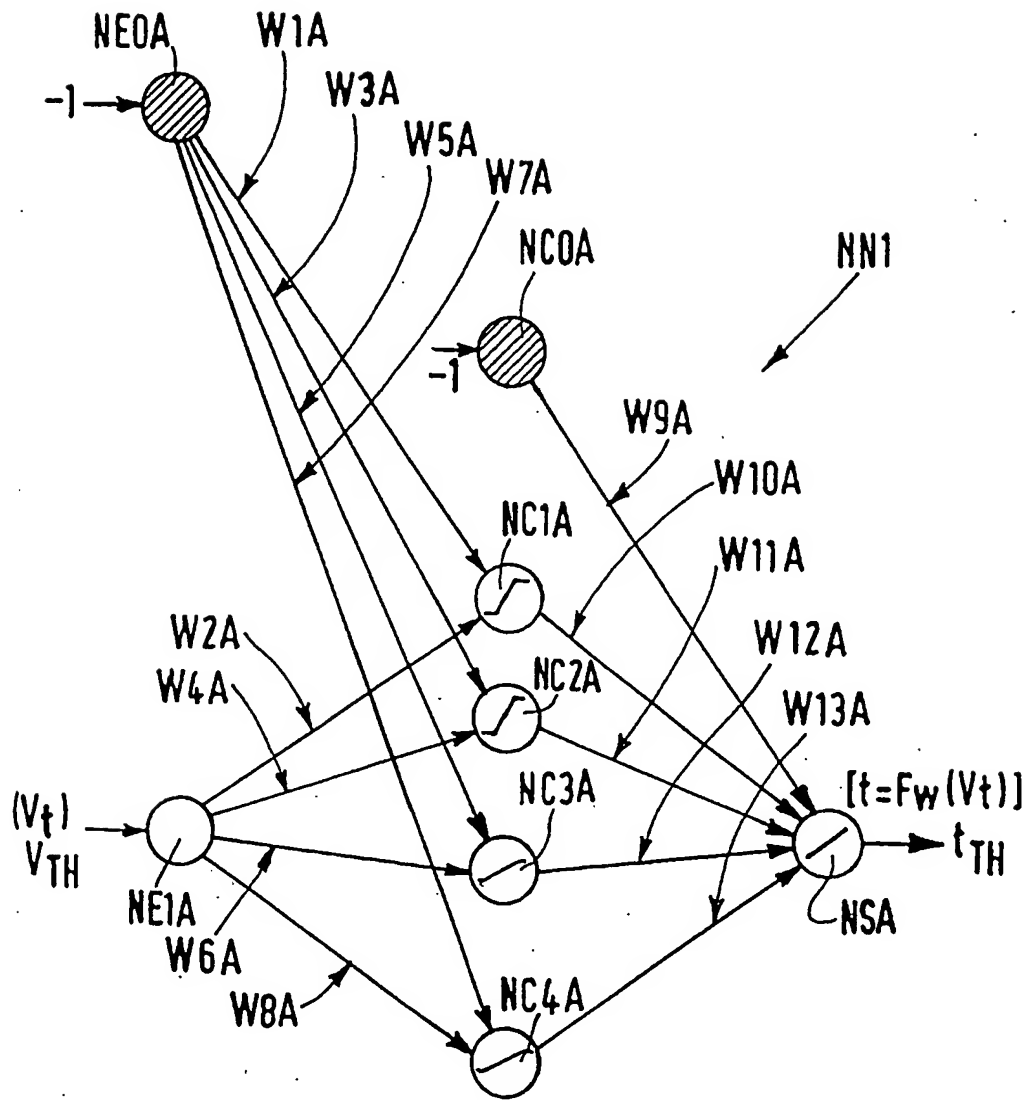 NE0A
W1A
-1
W3A
W5A
W7A
NC0A
NN1
-1
W9A
W10A
NC1A
W11A
W2A
W12A
W4A
NC2A
W13A
(Vt)
VTH
NC3A
[t=Fw(Vt)]
tTH
NE1A
NSA
W6A
W8A
NC4A